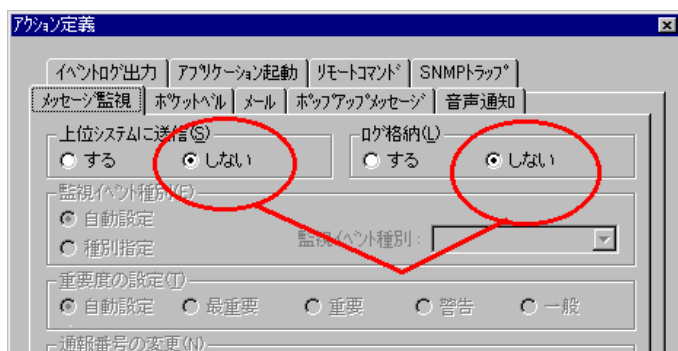 アクション定義
イベントログ出力 アプリケーション起動 リモートコマンド SNMPトラップ
メッセージ監視 ポケットベル メール ポップアップメッセージ 音声通知
上位システムに送信(S) ログ格納(L)
する しない する しない
監視イベント種別(E)
自動設定
種別指定 監視イベント種別:
重要度の設定(T)
自動設定 最重要 重要 警告 一般
通報番号の変更(N)